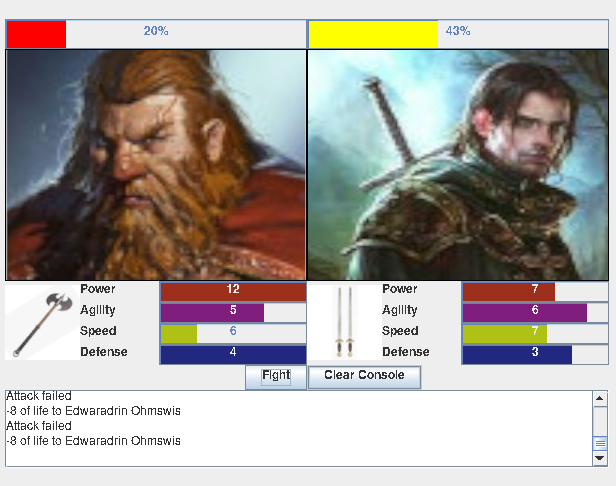 20% 43%
Power 12 Power 7
Agility 5 Agility 6
Speed 6 Speed 7
Defense 4 Defense 3
Fight Clear Console
Attack failed
-8 of life to Edwaradrin Ohmswis
Attack failed
-8 of life to Edwaradrin Ohmswis